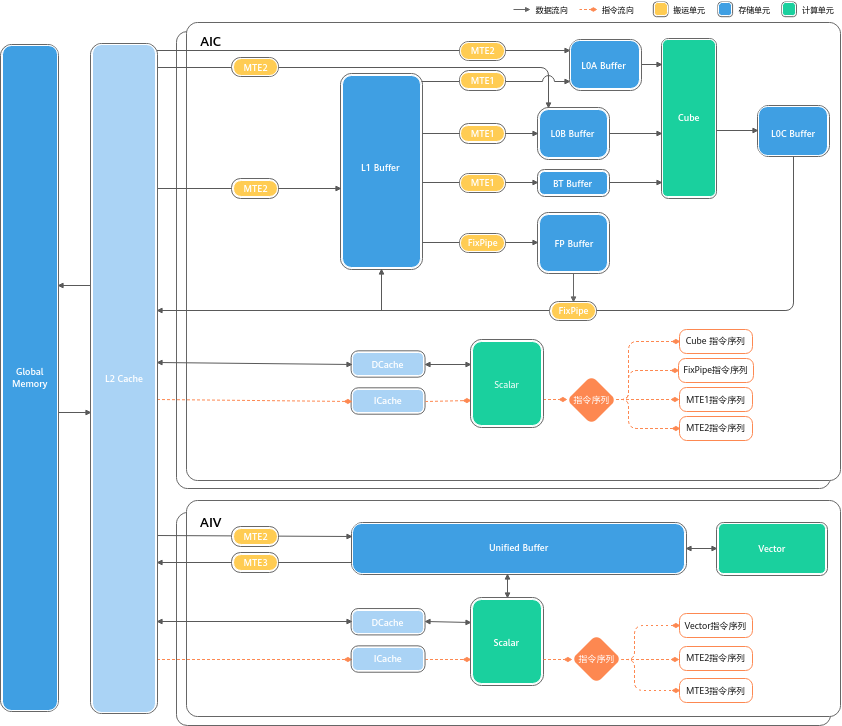 数据流向
指令流向
搬运单元
存储单元
计算单元
AIC
MTE2
L0A Buffer
MTE2
MTE1
Cube
L1 Buffer
MTE1
L0B Buffer
L0C Buffer
MTE2
MTE1
BT Buffer
FixPipe
FP Buffer
FixPipe
Global
Memory
L2 Cache
DCache
ICache
Scalar
指令序列
Cube 指令序列
FixPipe指令序列
MTE1指令序列
MTE2指令序列
AIV
MTE2
MTE3
Unified Buffer
Vector
DCache
ICache
Scalar
指令序列
Vector指令序列
MTE2指令序列
MTE3指令序列